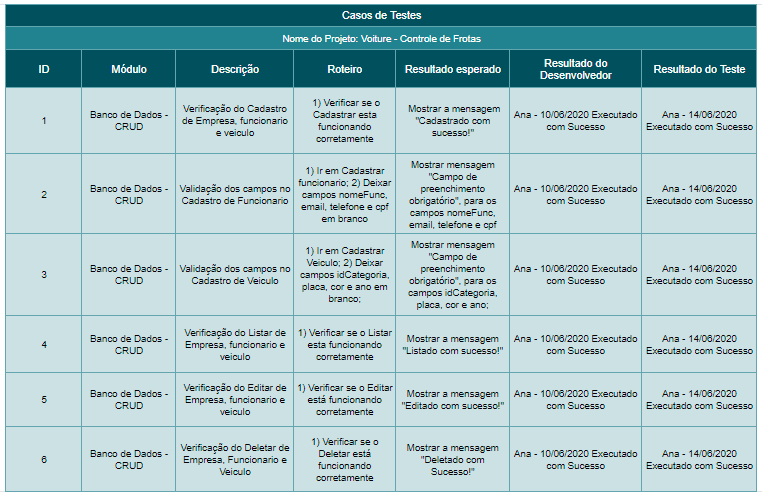 Casos de Testes
Nome do Projeto: Voiture - Controle de Frotas
ID
Módulo
Descrição
Roteiro
Resultado esperado
Resultado do
Desenvolvedor
Resultado do Teste
1
Banco de Dados -
CRUD
Verificação do Cadastro
de Empresa, funcionario
e veiculo
1) Verificar se o
Cadastrar esta
funcionando
corretamente
Mostrar a mensagem
"Cadastrado com
sucesso!"
Ana - 10/06/2020 Executado
com Sucesso
Ana - 14/06/2020
Executado com Sucesso
2
Banco de Dados -
CRUD
Validação dos campos no
Cadastro de Funcionario
1) Ir em Cadastrar
funcionario; 2) Deixar
campos nomeFunc,
email, telefone e cpf
em branco
Mostrar mensagem
"Campo de
preenchimento
obrigatório", para os
campos nomeFunc,
email, telefone e cpf
Ana - 10/06/2020 Executado
com Sucesso
Ana - 14/06/2020
Executado com Sucesso
3
Banco de Dados -
CRUD
Validação dos campos no
Cadastro de Veiculo
1) Ir em Cadastrar
Veiculo; 2) Deixar
campos idCategoria,
placa, cor e ano em
branco;
Mostrar mensagem
"Campo de
preenchimento
obrigatório", para os
campos idCategoria,
placa, cor e ano;
Ana - 10/06/2020 Executado
com Sucesso
Ana - 14/06/2020
Executado com Sucesso
4
Banco de Dados -
CRUD
Verificação do Listar de
Empresa, funcionario e
veiculo
1) Verificar se o Listar
esta funcionando
corretamente
Mostrar a mensagem
"Listado com sucesso!"
Ana - 10/06/2020 Executado
com Sucesso
Ana - 14/06/2020
Executado com Sucesso
5
Banco de Dados -
CRUD
Verificação do Editar de
Empresa, funcionario e
veiculo
1) Verificar se o Editar
está funcionando
corretamente
Mostrar a mensagem
"Editado com sucesso!"
Ana - 10/06/2020 Executado
com Sucesso
Ana - 14/06/2020
Executado com Sucesso
6
Banco de Dados -
CRUD
Verificação do Deletar de
Empresa, Funcionario e
Veiculo
1) Verificar se o
Deletar está
funcionando
corretamente
Mostrar a mensagem
"Deletado com
Sucesso!"
Ana - 10/06/2020 Executado
com Sucesso
Ana - 14/06/2020
Executado com Sucesso